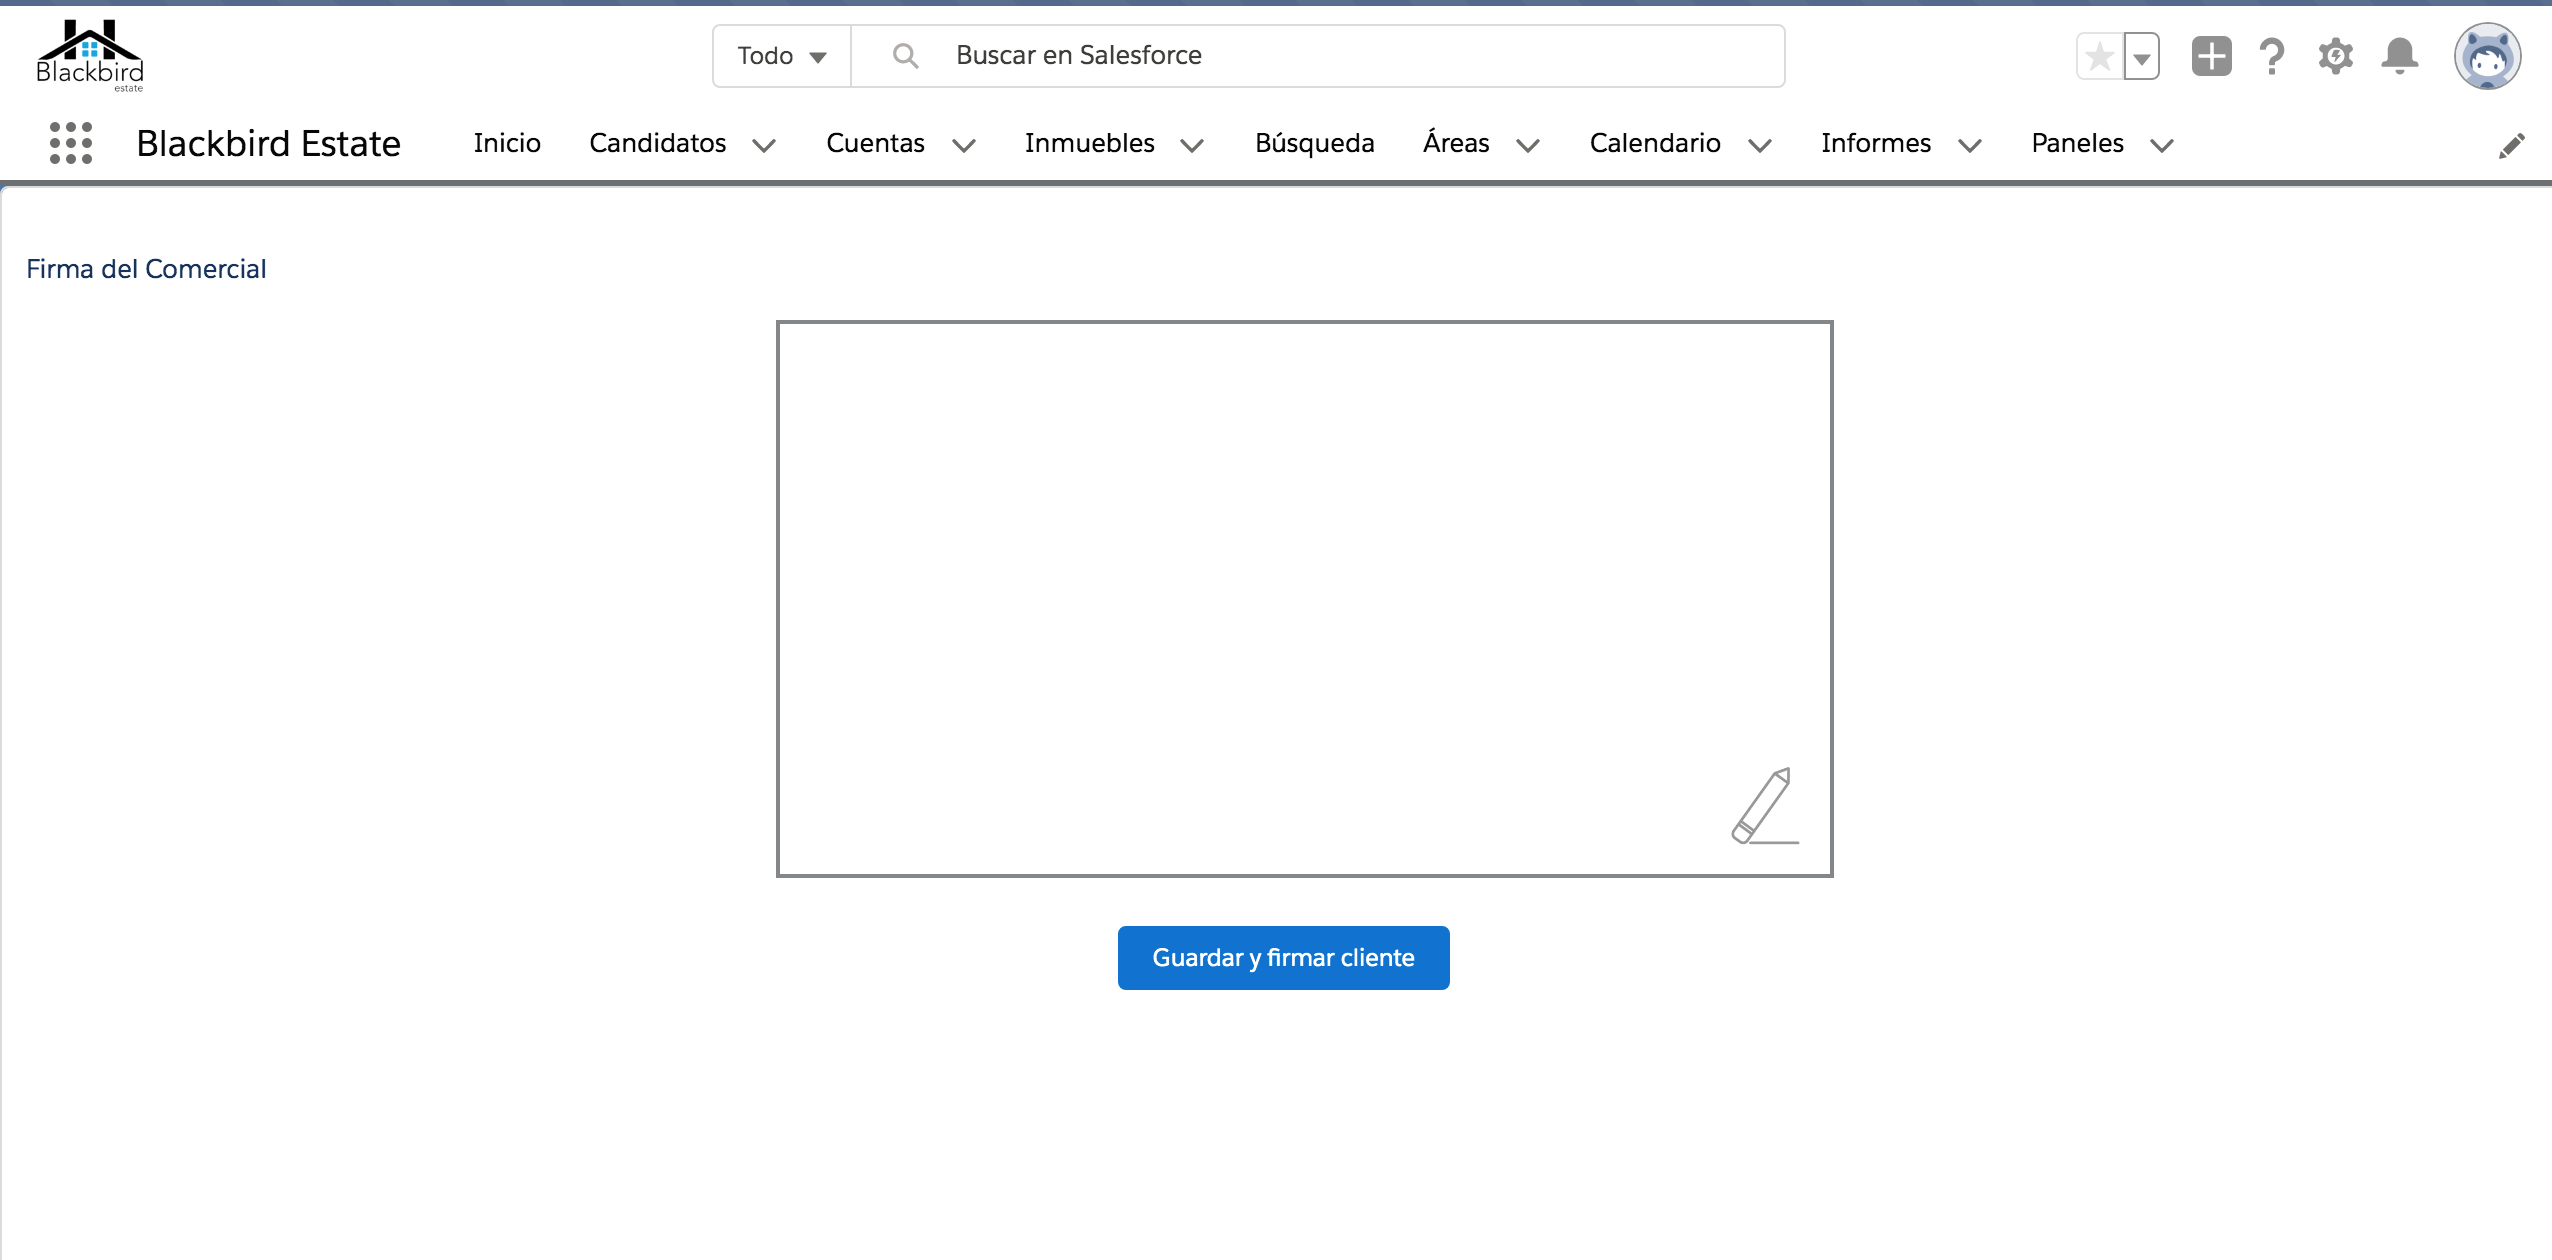 Blackbird
estate
Todo
Buscar en Salesforce
Blackbird Estate
Inicio
Candidatos
Cuentas
Inmuebles
Búsqueda
Áreas
Calendario
Informes
Paneles
Firma del Comercial
Guardar y firmar cliente